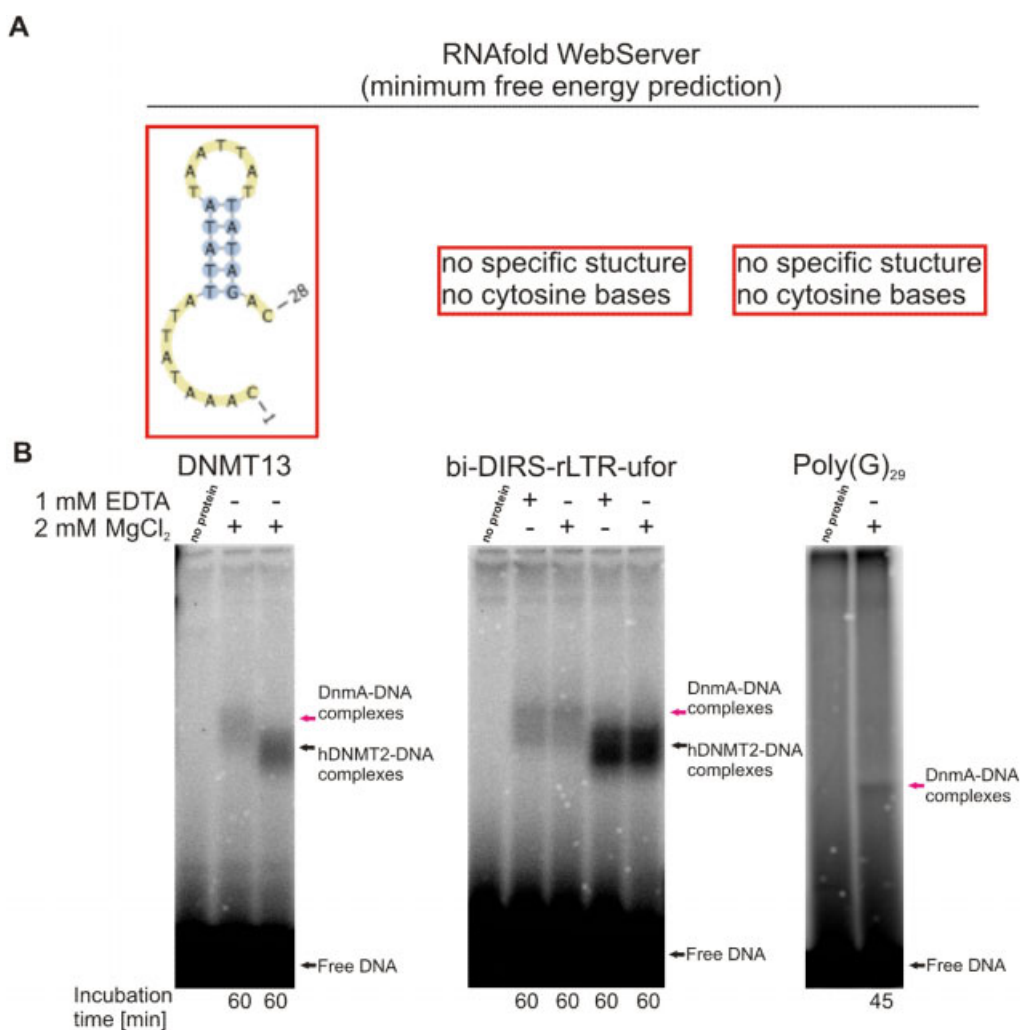 A
RNAfold WebServer
(minimum free energy prediction)
A T T
A A
T T
A T
T A
A T
T A
T G A C – 28
T A
T
T
A
T A A A C – 1
no specific stucture
no cytosine bases
no specific stucture
no cytosine bases
B
DNMT13
bi-DIRS-rLTR-ufor
Poly(G)29
1 mM EDTA
2 mM MgCl2
no protein
- -
+ +
no protein
+ - + -
- + - +
no protein
-
+
DnmA-DNA
complexes
hDNMT2-DNA
complexes
Free DNA
DnmA-DNA
complexes
hDNMT2-DNA
complexes
Free DNA
DnmA-DNA
complexes
Free DNA
Incubation
time [min]
60 60
60 60 60 60
45